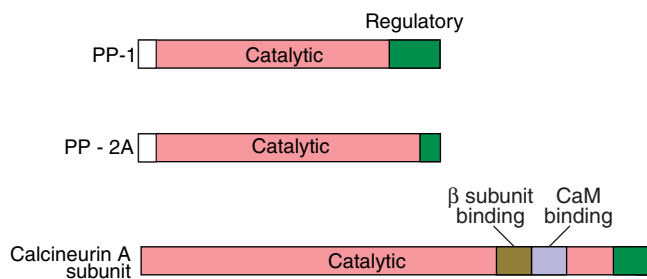 Regulatory
PP-1
Catalytic
PP - 2A
Catalytic
β subunit
binding
CaM
binding
Calcineurin A
subunit
Catalytic